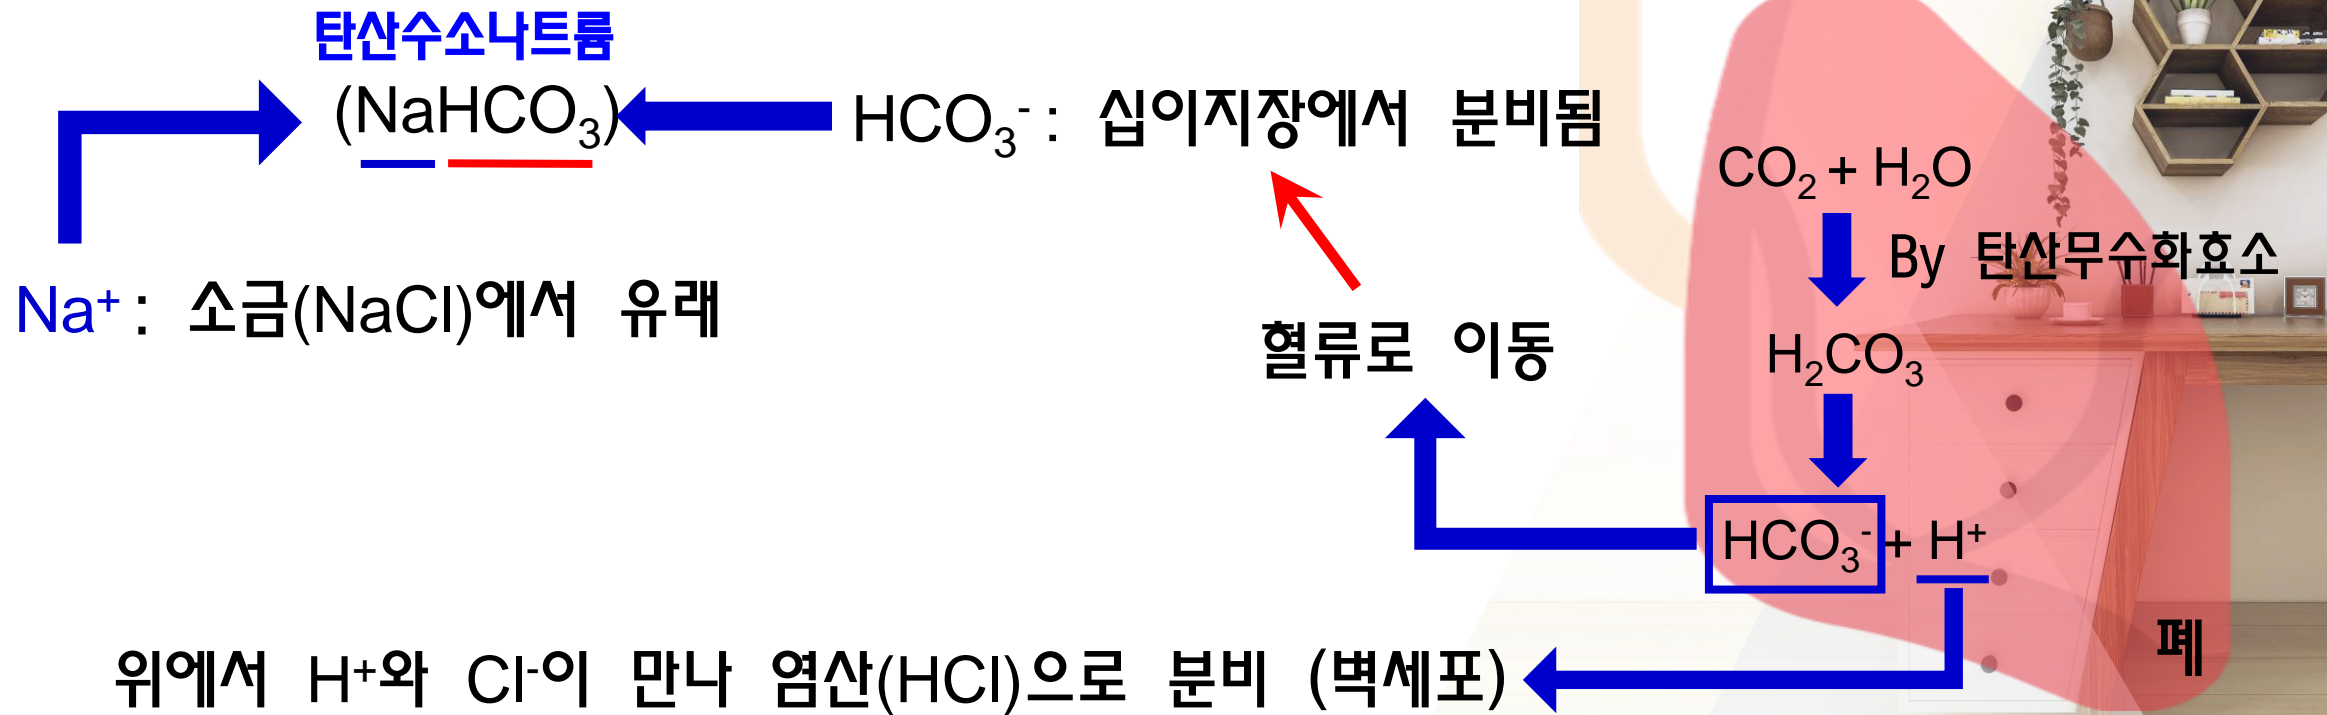 탄산수소나트륨
(NaHCO₃)
HCO₃⁻ : 십이지장에서 분비됨
CO₂ + H₂O
By 탄산무수화효소
Na⁺ : 소금(NaCl)에서 유래
혈류로 이동
H₂CO₃
HCO₃⁻ + H⁺
폐
위에서 H⁺와 Cl⁻이 만나 염산(HCl)으로 분비 (벽세포)